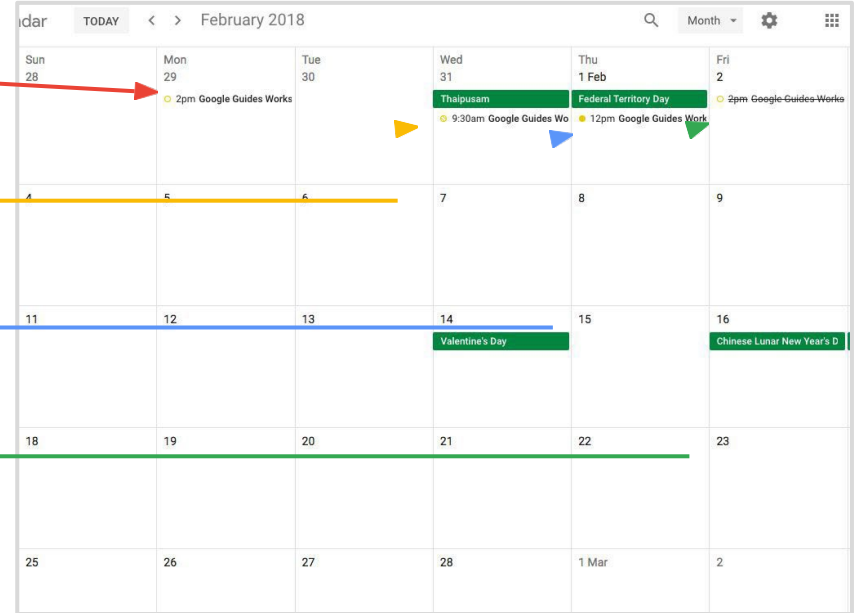 dar TODAY < > February 2018 Month
Sun Mon Tue Wed Thu Fri
28 29 30 31 1 Feb 2
Thaipusam Federal Territory Day
2pm Google Guides Works 2pm Google Guides Works
9:30am Google Guides Wo 12pm Google Guides Work
4 5 6 7 8 9
11 12 13 14 15 16
Valentine's Day Chinese Lunar New Year's D
18 19 20 21 22 23
25 26 27 28 1 Mar 2